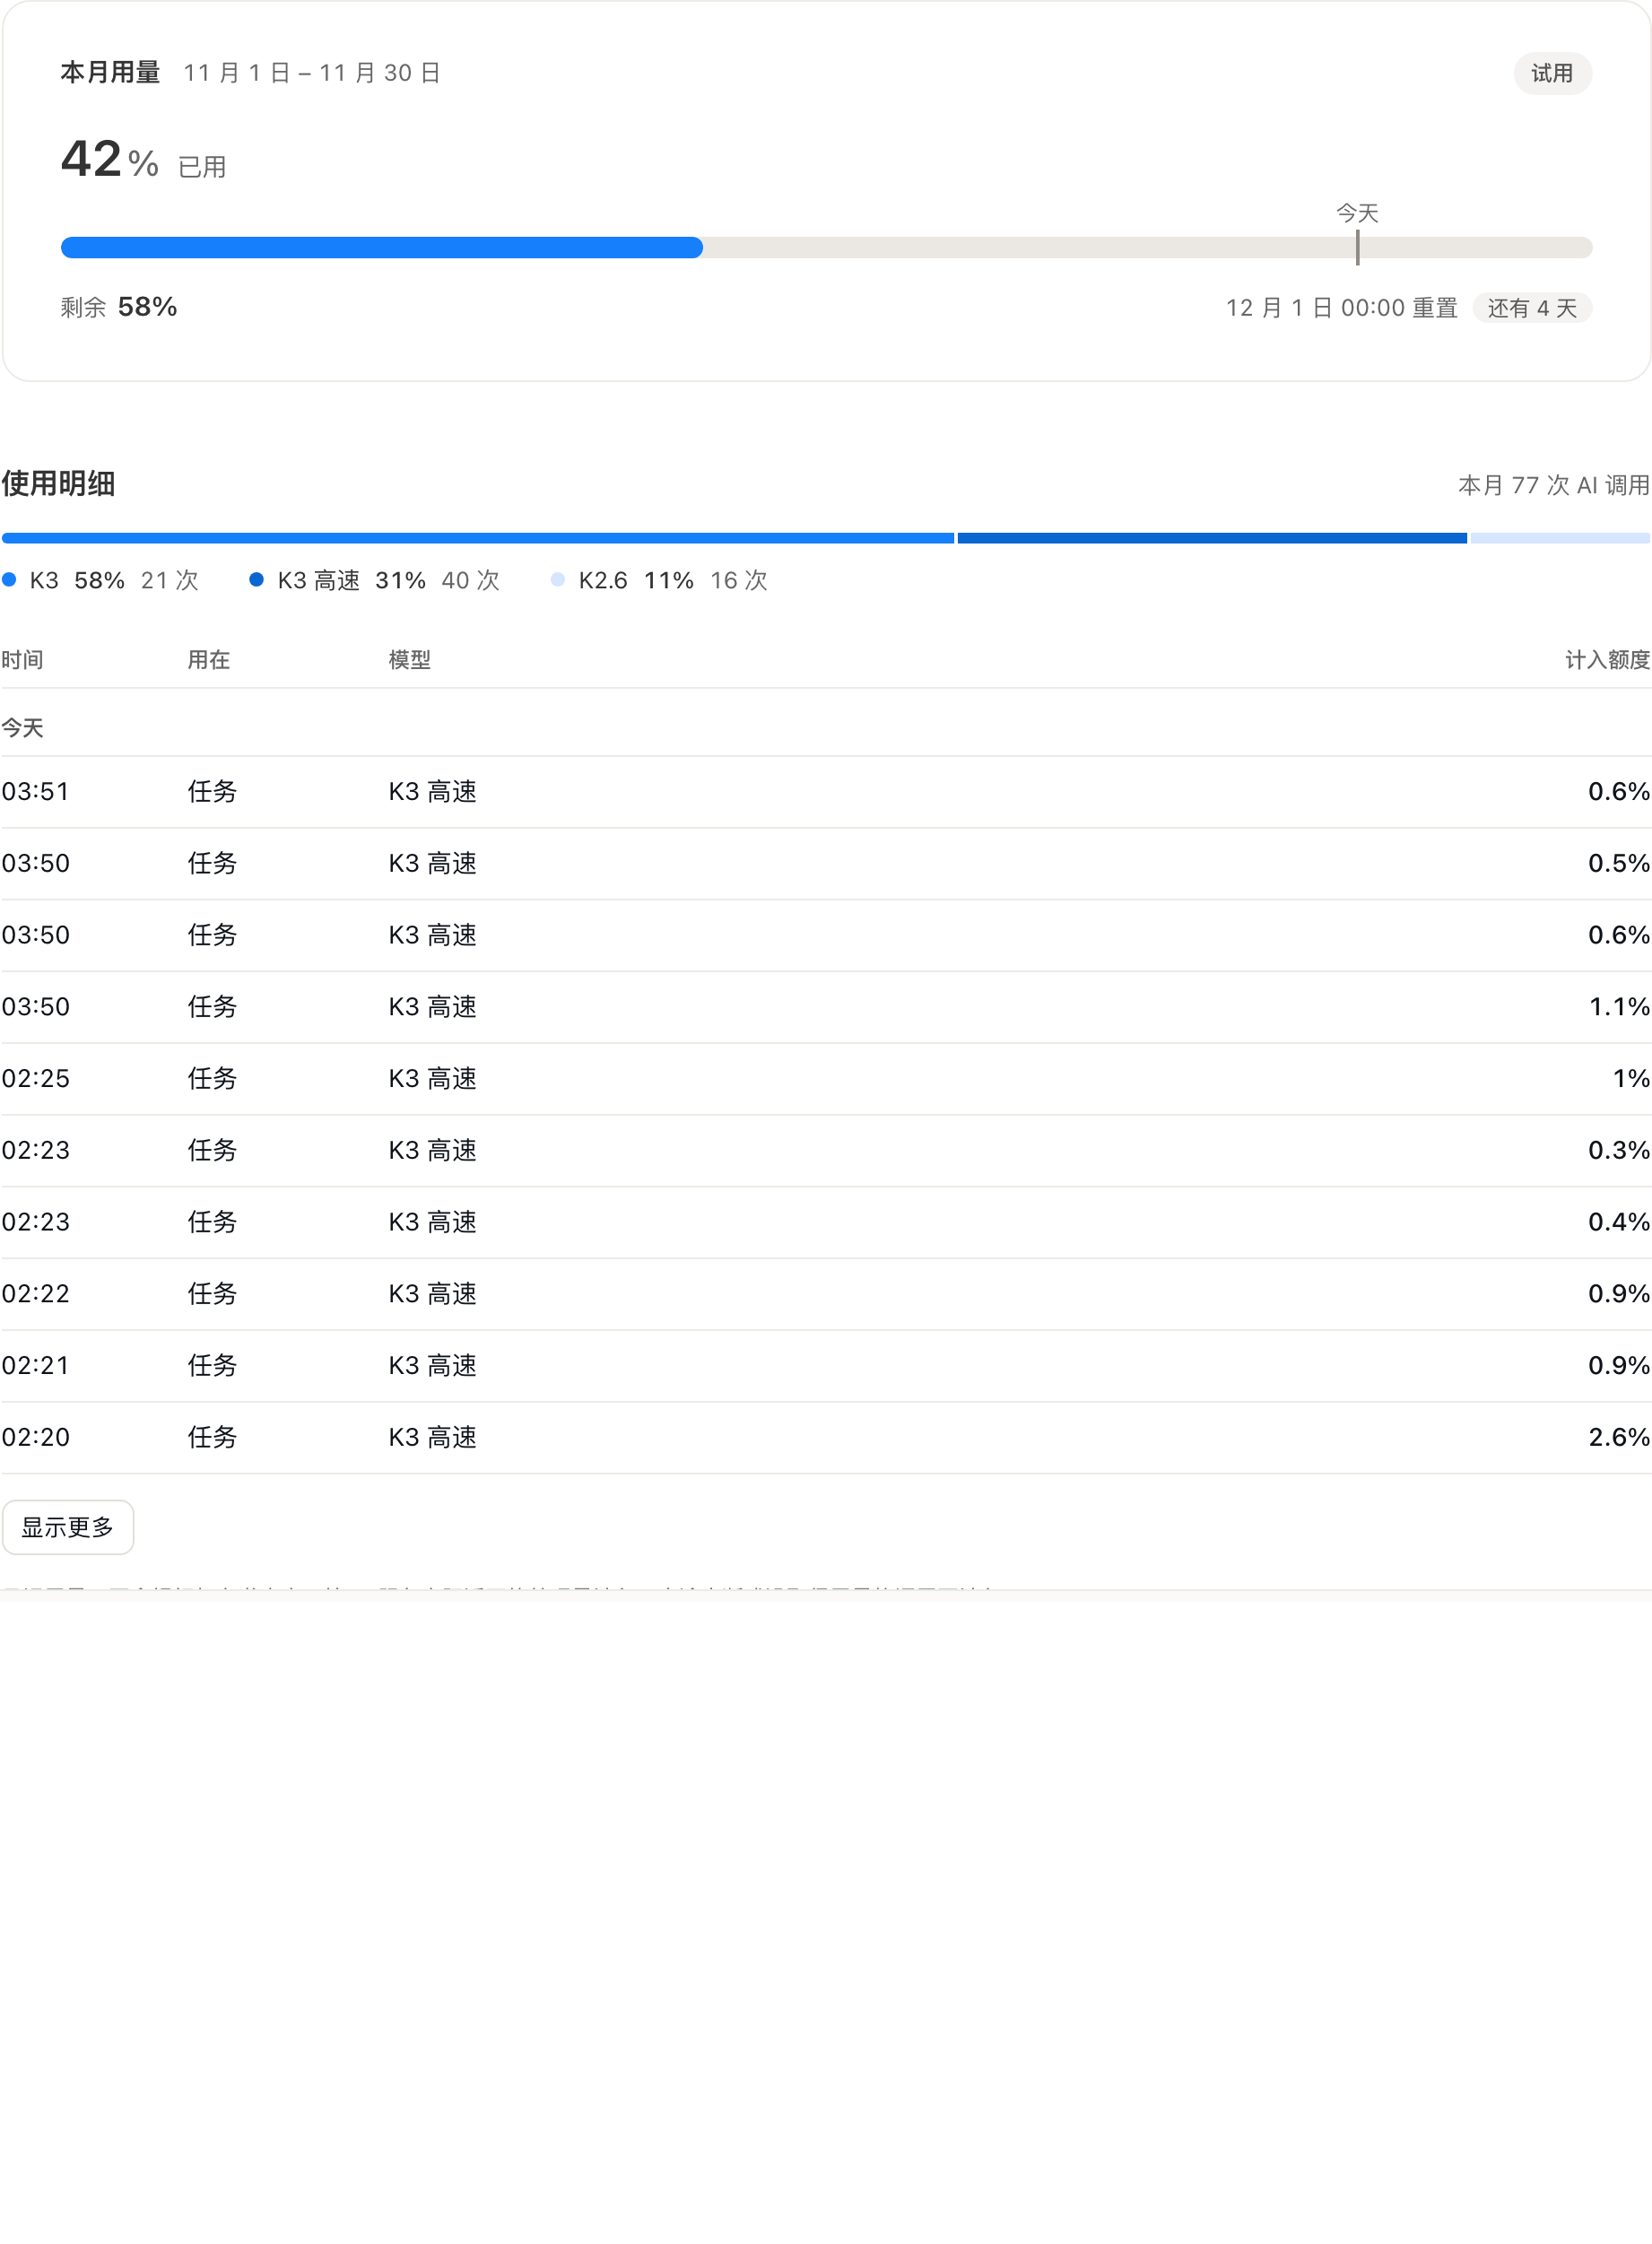 本月用量 11 月 1 日 – 11 月 30 日 试用
42% 已用
今天
剩余 58% 12 月 1 日 00:00 重置 还有 4 天
使用明细 本月 77 次 AI 调用
K3 58% 21 次 K3 高速 31% 40 次 K2.6 11% 16 次
时间 用在 模型 计入额度
今天
03:51 任务 K3 高速 0.6%
03:50 任务 K3 高速 0.5%
03:50 任务 K3 高速 0.6%
03:50 任务 K3 高速 1.1%
02:25 任务 K3 高速 1%
02:23 任务 K3 高速 0.3%
02:23 任务 K3 高速 0.4%
02:22 任务 K3 高速 0.9%
02:21 任务 K3 高速 0.9%
02:20 任务 K3 高速 2.6%
显示更多